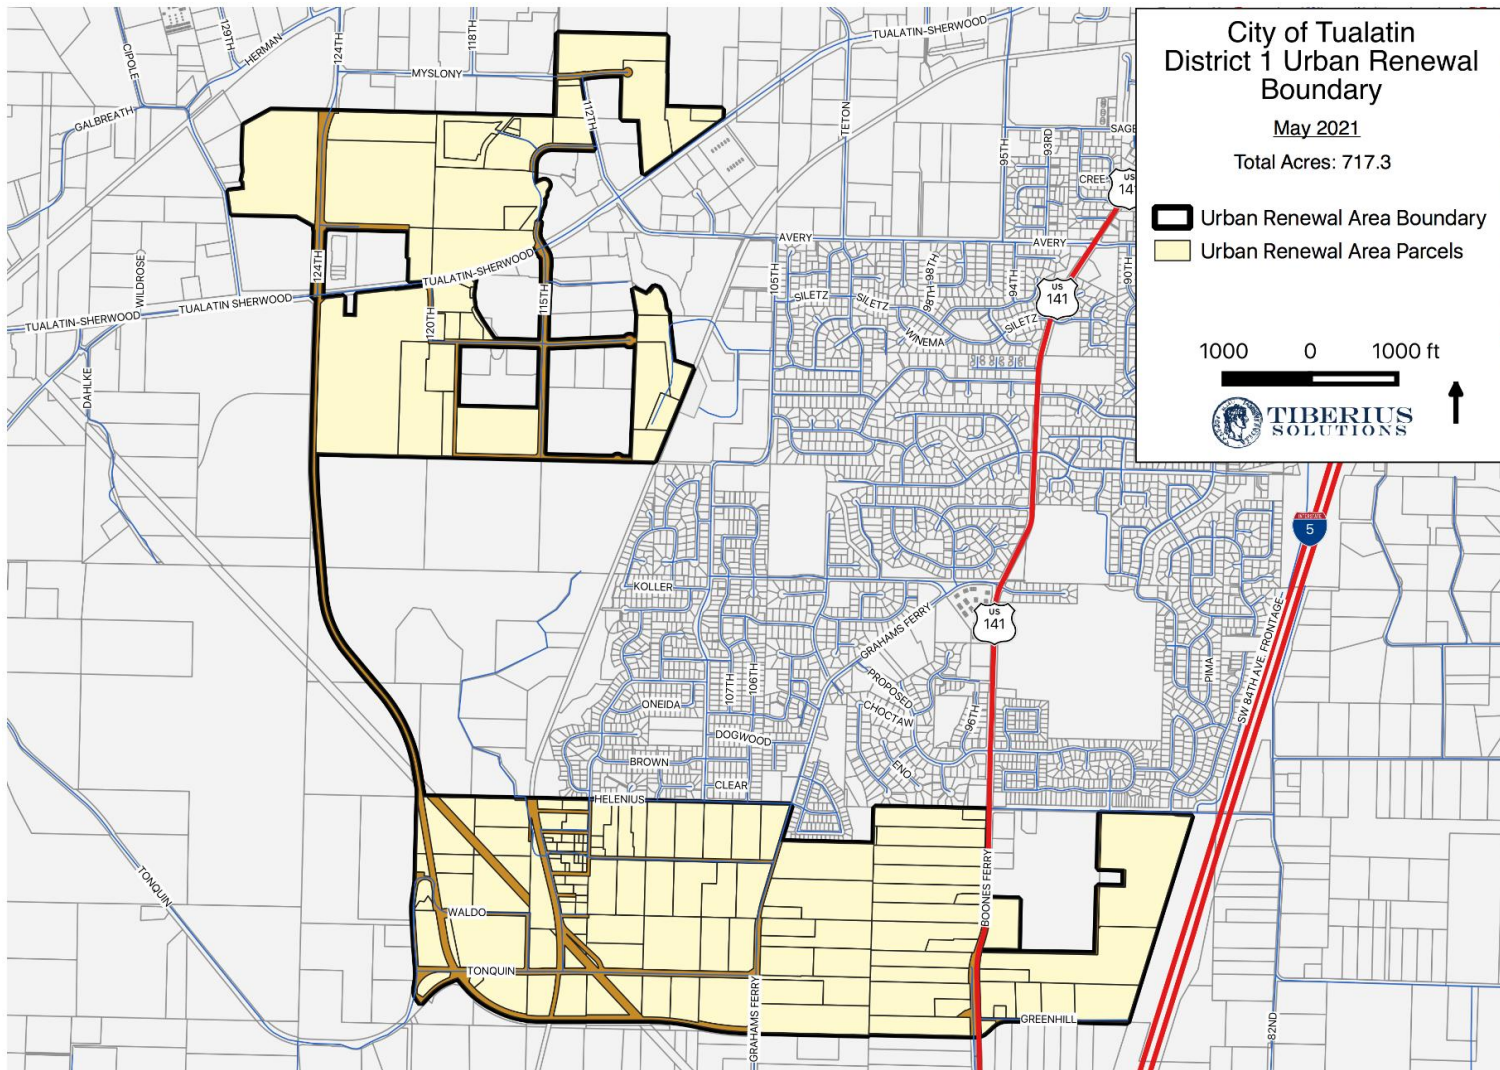 City of Tualatin
District 1 Urban Renewal
Boundary
May 2021
Total Acres: 717.3
Urban Renewal Area Boundary
Urban Renewal Area Parcels
1000 0 1000 ft
TIBERIUS
SOLUTIONS
CIPOLE
129TH
HERMAN
124TH
118TH
TUALATIN-SHERWOOD
MYSLONY
GALBREATH
112TH
TETON
95TH
93RD
SAGE
CREE
US
141
AVERY
AVERY
WILDROSE
124TH
TUALATIN-SHERWOOD
115TH
105TH
98TH-98TH
94TH
90TH
US
141
SILETZ
SILETZ
SILETZ
WINEMA
TUALATIN SHERWOOD
TUALATIN-SHERWOOD
120TH
DAHLKE
INTERSTATE
5
KOLLER
GRAHAMS FERRY
US
141
SW 84TH AVE. FRONTAGE
PIMA
107TH
106TH
PROPOSED
CHOCTAW
96TH
ONEIDA
DOGWOOD
BROWN
ENO
CLEAR
HELENIUS
TONQUIN
BOONES FERRY
WALDO
TONQUIN
GRAHAMS FERRY
GREENHILL
82ND